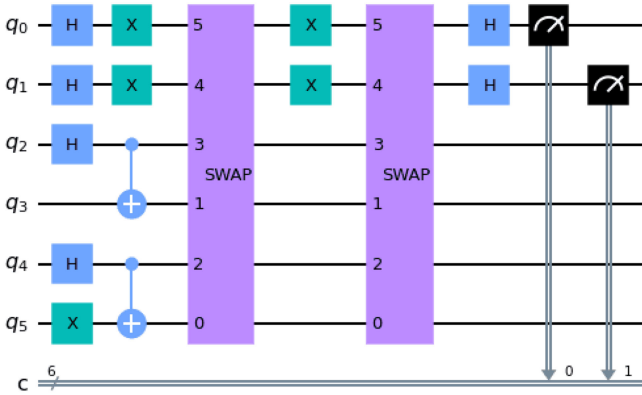 q0 H X 5 X 5 H
q1 H X 4 X 4 H
q2 H 3 3
SWAP SWAP
q3 1 1
q4 H 2 2
q5 X 0 0
6 0 1
c